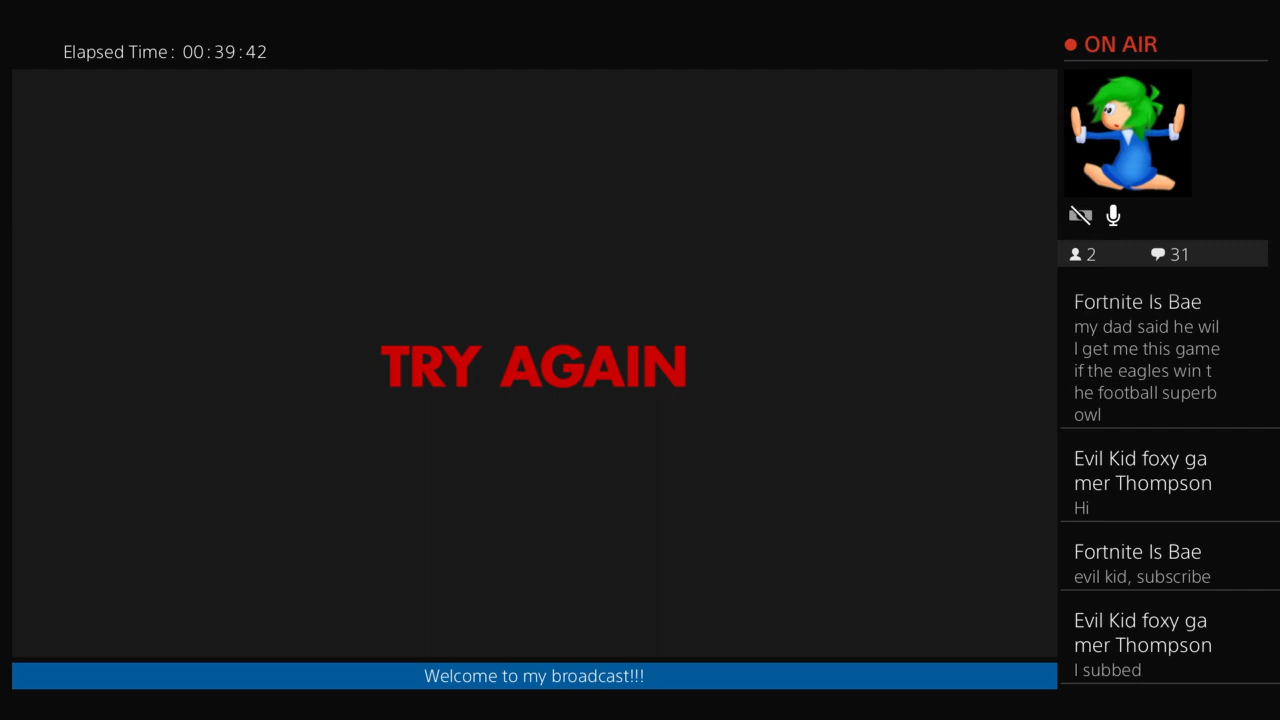 Elapsed Time: 00:39:42
ON AIR
TRY AGAIN
2 31
Fortnite Is Bae
my dad said he wil
l get me this game
if the eagles win t
he football superb
owl
Evil Kid foxy ga
mer Thompson
Hi
Fortnite Is Bae
evil kid, subscribe
Evil Kid foxy ga
mer Thompson
I subbed
Welcome to my broadcast!!!